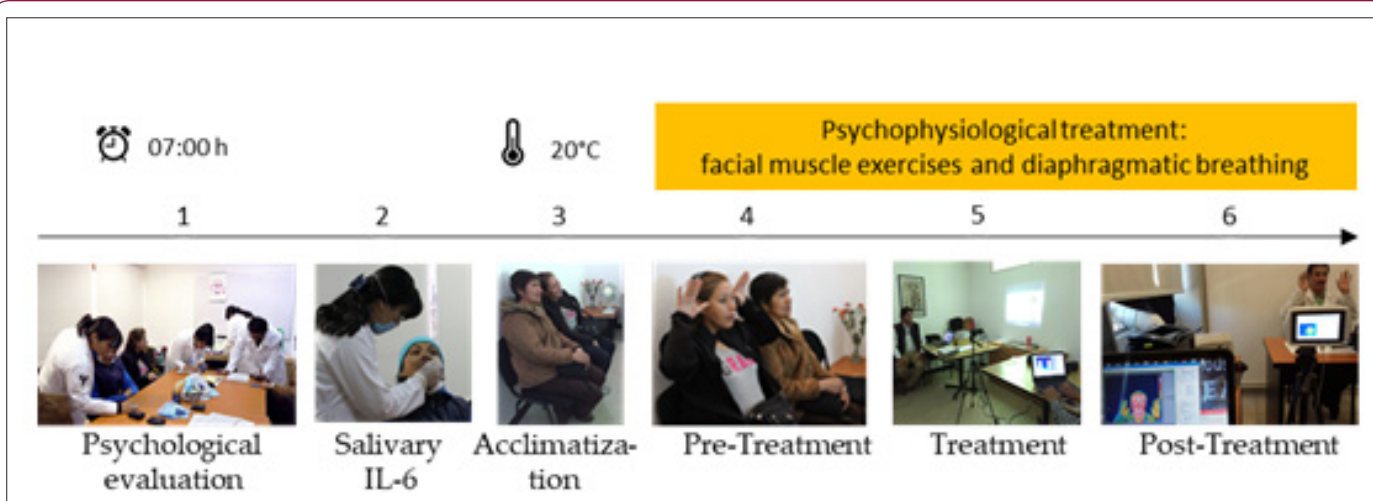 07:00 h
20°C
Psychophysiological treatment:
facial muscle exercises and diaphragmatic breathing
1
2
3
4
5
6
Psychological
evaluation
Salivary
IL-6
Acclimatiza-
tion
Pre-Treatment
Treatment
Post-Treatment